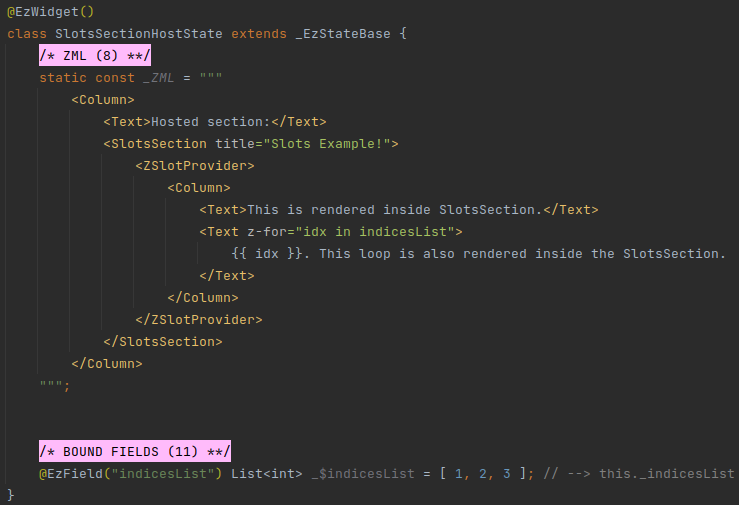 @EzWidget()
class SlotsSectionHostState extends _EzStateBase {
/* ZML (8) **/
static const _ZML = """
<Column>
<Text>Hosted section:</Text>
<SlotsSection title="Slots Example!">
<ZSlotProvider>
<Column>
<Text>This is rendered inside SlotsSection.</Text>
<Text z-for="idx in indicesList">
{{ idx }}. This loop is also rendered inside the SlotsSection.
</Text>
</Column>
</ZSlotProvider>
</SlotsSection>
</Column>
""";
/* BOUND FIELDS (11) **/
@EzField("indicesList") List<int> _$indicesList = [ 1, 2, 3 ]; // --> this._indicesList
}